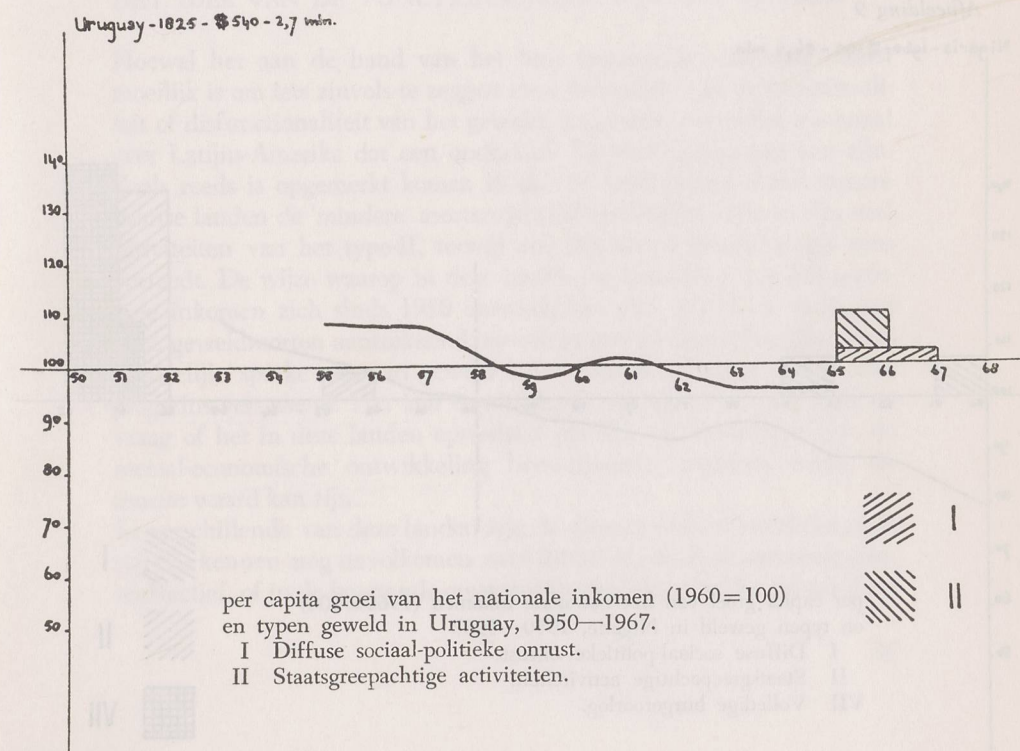 Uruguay - 1825 - $540 - 2,7 mln.
140
130
120
110
100
50 51 52 53 54 55 56 57 58 59 60 61 62 63 64 65 66 67 68
90
80
70
I
60
II
50
per capita groei van het nationale inkomen (1960=100)
en typen geweld in Uruguay, 1950—1967.
I Diffuse sociaal-politieke onrust.
II Staatsgreepachtige activiteiten.